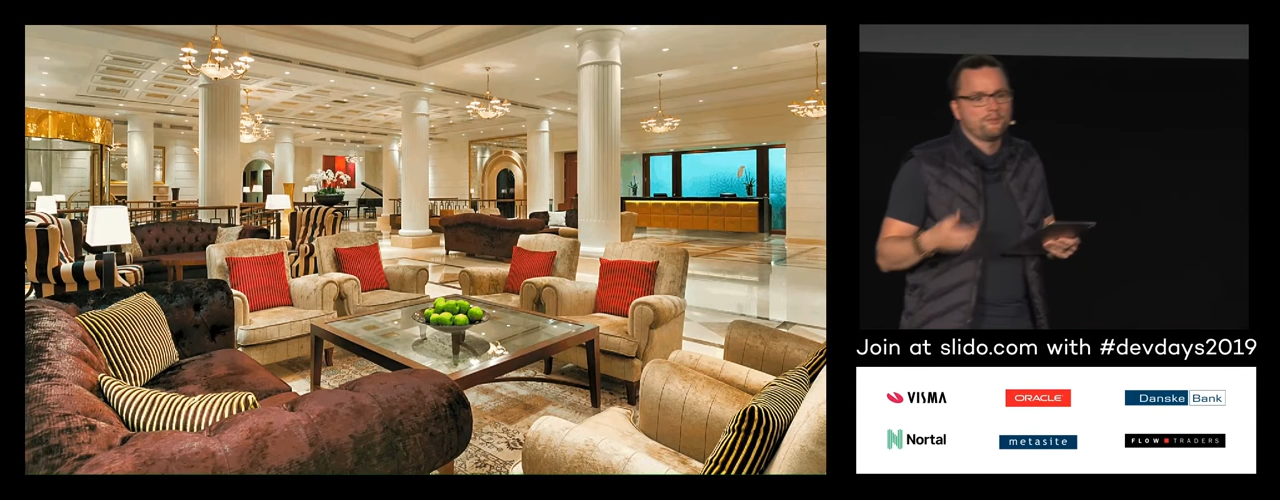 Join at slido.com with #devdays2019
VISMA
ORACLE
Danske Bank
Nortal
metasite
FLOW TRADERS